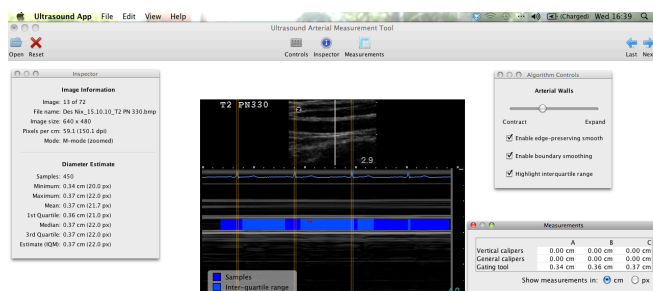 Ultrasound App File Edit View Help (Charged) Wed 16:39
Ultrasound Arterial Measurement Tool
Open Reset Controls Inspector Measurements Last Next
Inspector
Image Information
Image: 13 of 72
File name: Des Nix_15.10.10_T2 PN 330.bmp
Image size: 640 x 480
Pixels per cm: 59.1 (150.1 dpi)
Mode: M-mode (zoomed)
Diameter Estimate
Samples: 450
Minimum: 0.34 cm (20.0 px)
Maximum: 0.37 cm (22.0 px)
Mean: 0.37 cm (21.7 px)
1st Quartile: 0.36 cm (21.0 px)
Median: 0.37 cm (22.0 px)
3rd Quartile: 0.37 cm (22.0 px)
Estimate (IQM): 0.37 cm (22.0 px)
T2 PN330
2.9
Samples
Inter-quartile range
Algorithm Controls
Arterial Walls
Contract Expand
Enable edge-preserving smooth
Enable boundary smoothing
Highlight interquartile range
Measurements
A B C
Vertical calipers 0.00 cm 0.00 cm 0.00 cm
General calipers 0.00 cm 0.00 cm 0.00 cm
Gating tool 0.34 cm 0.36 cm 0.37 cm
Show measurements in: cm px